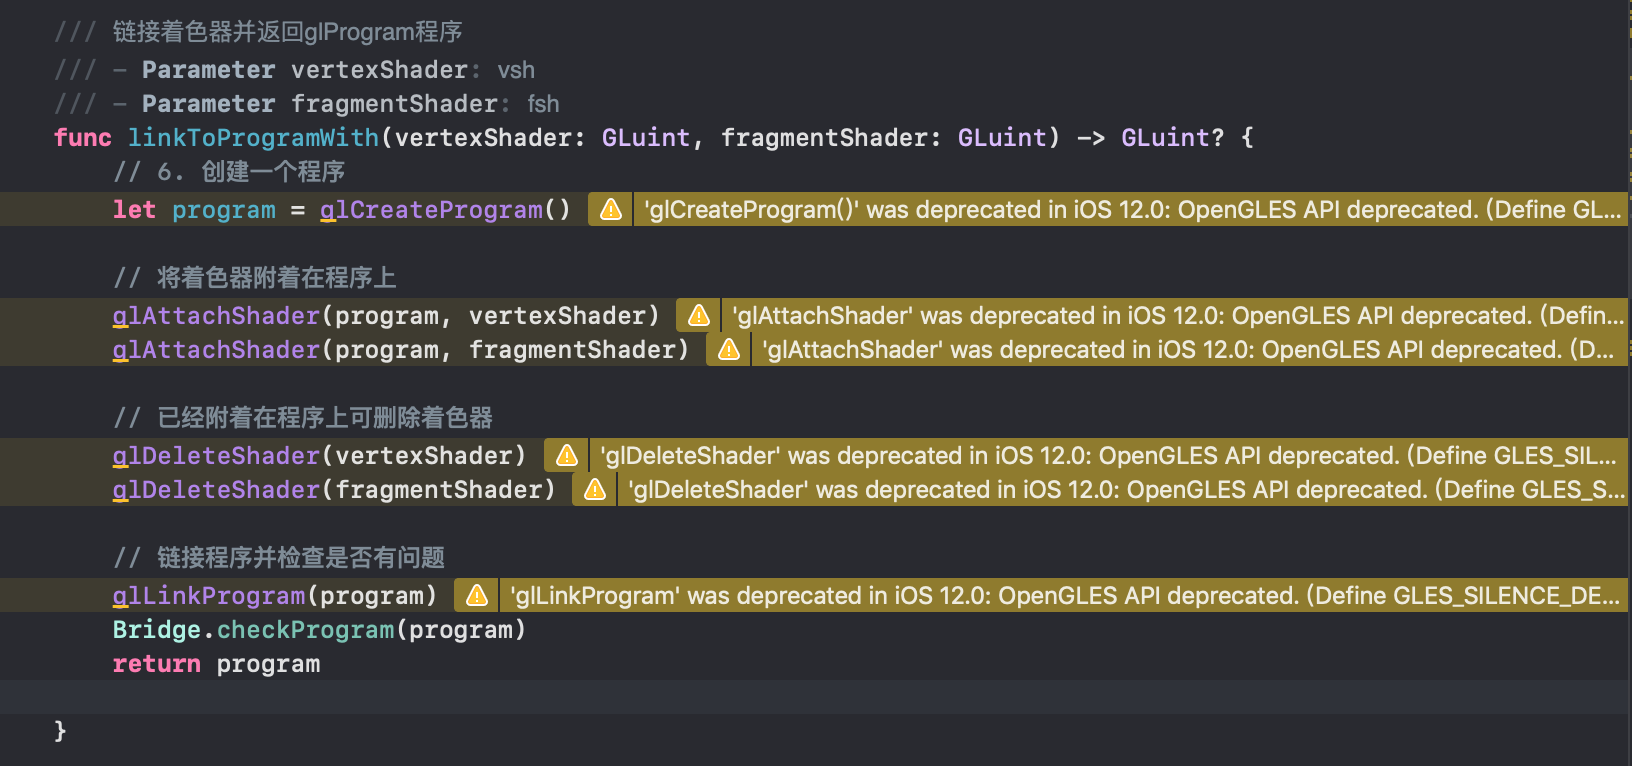 /// 链接着色器并返回glProgram程序
/// - Parameter vertexShader: vsh
/// - Parameter fragmentShader: fsh
func linkToProgramWith(vertexShader: GLuint, fragmentShader: GLuint) -> GLuint? {
// 6. 创建一个程序
let program = glCreateProgram() 'glCreateProgram()' was deprecated in iOS 12.0: OpenGLES API deprecated. (Define GL...
// 将着色器附着在程序上
glAttachShader(program, vertexShader) 'glAttachShader' was deprecated in iOS 12.0: OpenGLES API deprecated. (Defin...
glAttachShader(program, fragmentShader) 'glAttachShader' was deprecated in iOS 12.0: OpenGLES API deprecated. (D...
// 已经附着在程序上可删除着色器
glDeleteShader(vertexShader) 'glDeleteShader' was deprecated in iOS 12.0: OpenGLES API deprecated. (Define GLES_SIL...
glDeleteShader(fragmentShader) 'glDeleteShader' was deprecated in iOS 12.0: OpenGLES API deprecated. (Define GLES_S...
// 链接程序并检查是否有问题
glLinkProgram(program) 'glLinkProgram' was deprecated in iOS 12.0: OpenGLES API deprecated. (Define GLES_SILENCE_DE...
Bridge.checkProgram(program)
return program
}